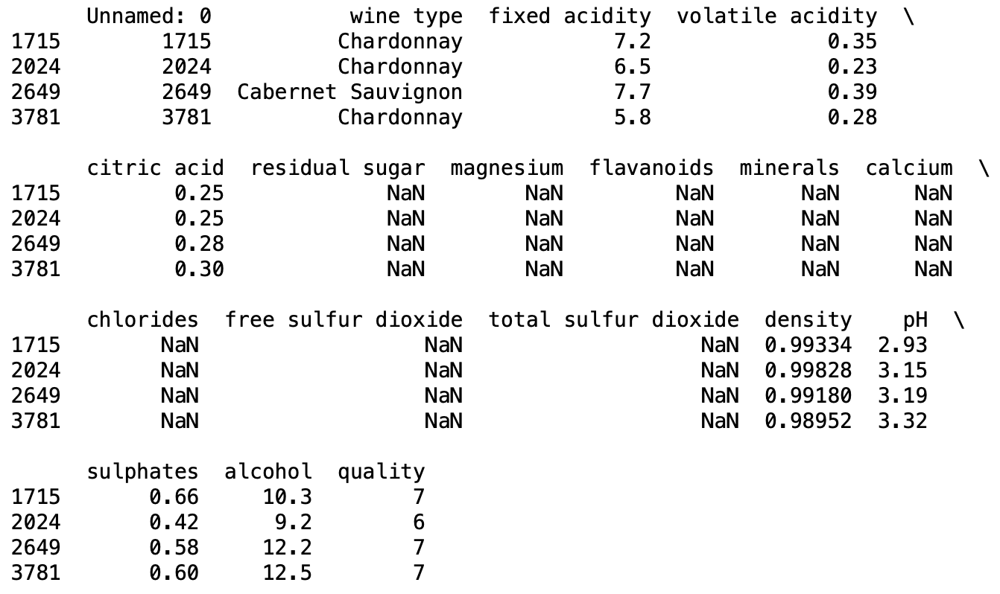 Unnamed: 0           wine type  fixed acidity  volatile acidity  \
1715        1715          Chardonnay            7.2              0.35
2024        2024          Chardonnay            6.5              0.23
2649        2649  Cabernet Sauvignon            7.7              0.39
3781        3781          Chardonnay            5.8              0.28

      citric acid  residual sugar  magnesium  flavanoids  minerals  calcium  \
1715         0.25             NaN        NaN         NaN       NaN      NaN
2024         0.25             NaN        NaN         NaN       NaN      NaN
2649         0.28             NaN        NaN         NaN       NaN      NaN
3781         0.30             NaN        NaN         NaN       NaN      NaN

      chlorides  free sulfur dioxide  total sulfur dioxide  density    pH  \
1715        NaN                  NaN                   NaN  0.99334  2.93
2024        NaN                  NaN                   NaN  0.99828  3.15
2649        NaN                  NaN                   NaN  0.99180  3.19
3781        NaN                  NaN                   NaN  0.98952  3.32

      sulphates  alcohol  quality
1715       0.66     10.3        7
2024       0.42      9.2        6
2649       0.58     12.2        7
3781       0.60     12.5        7